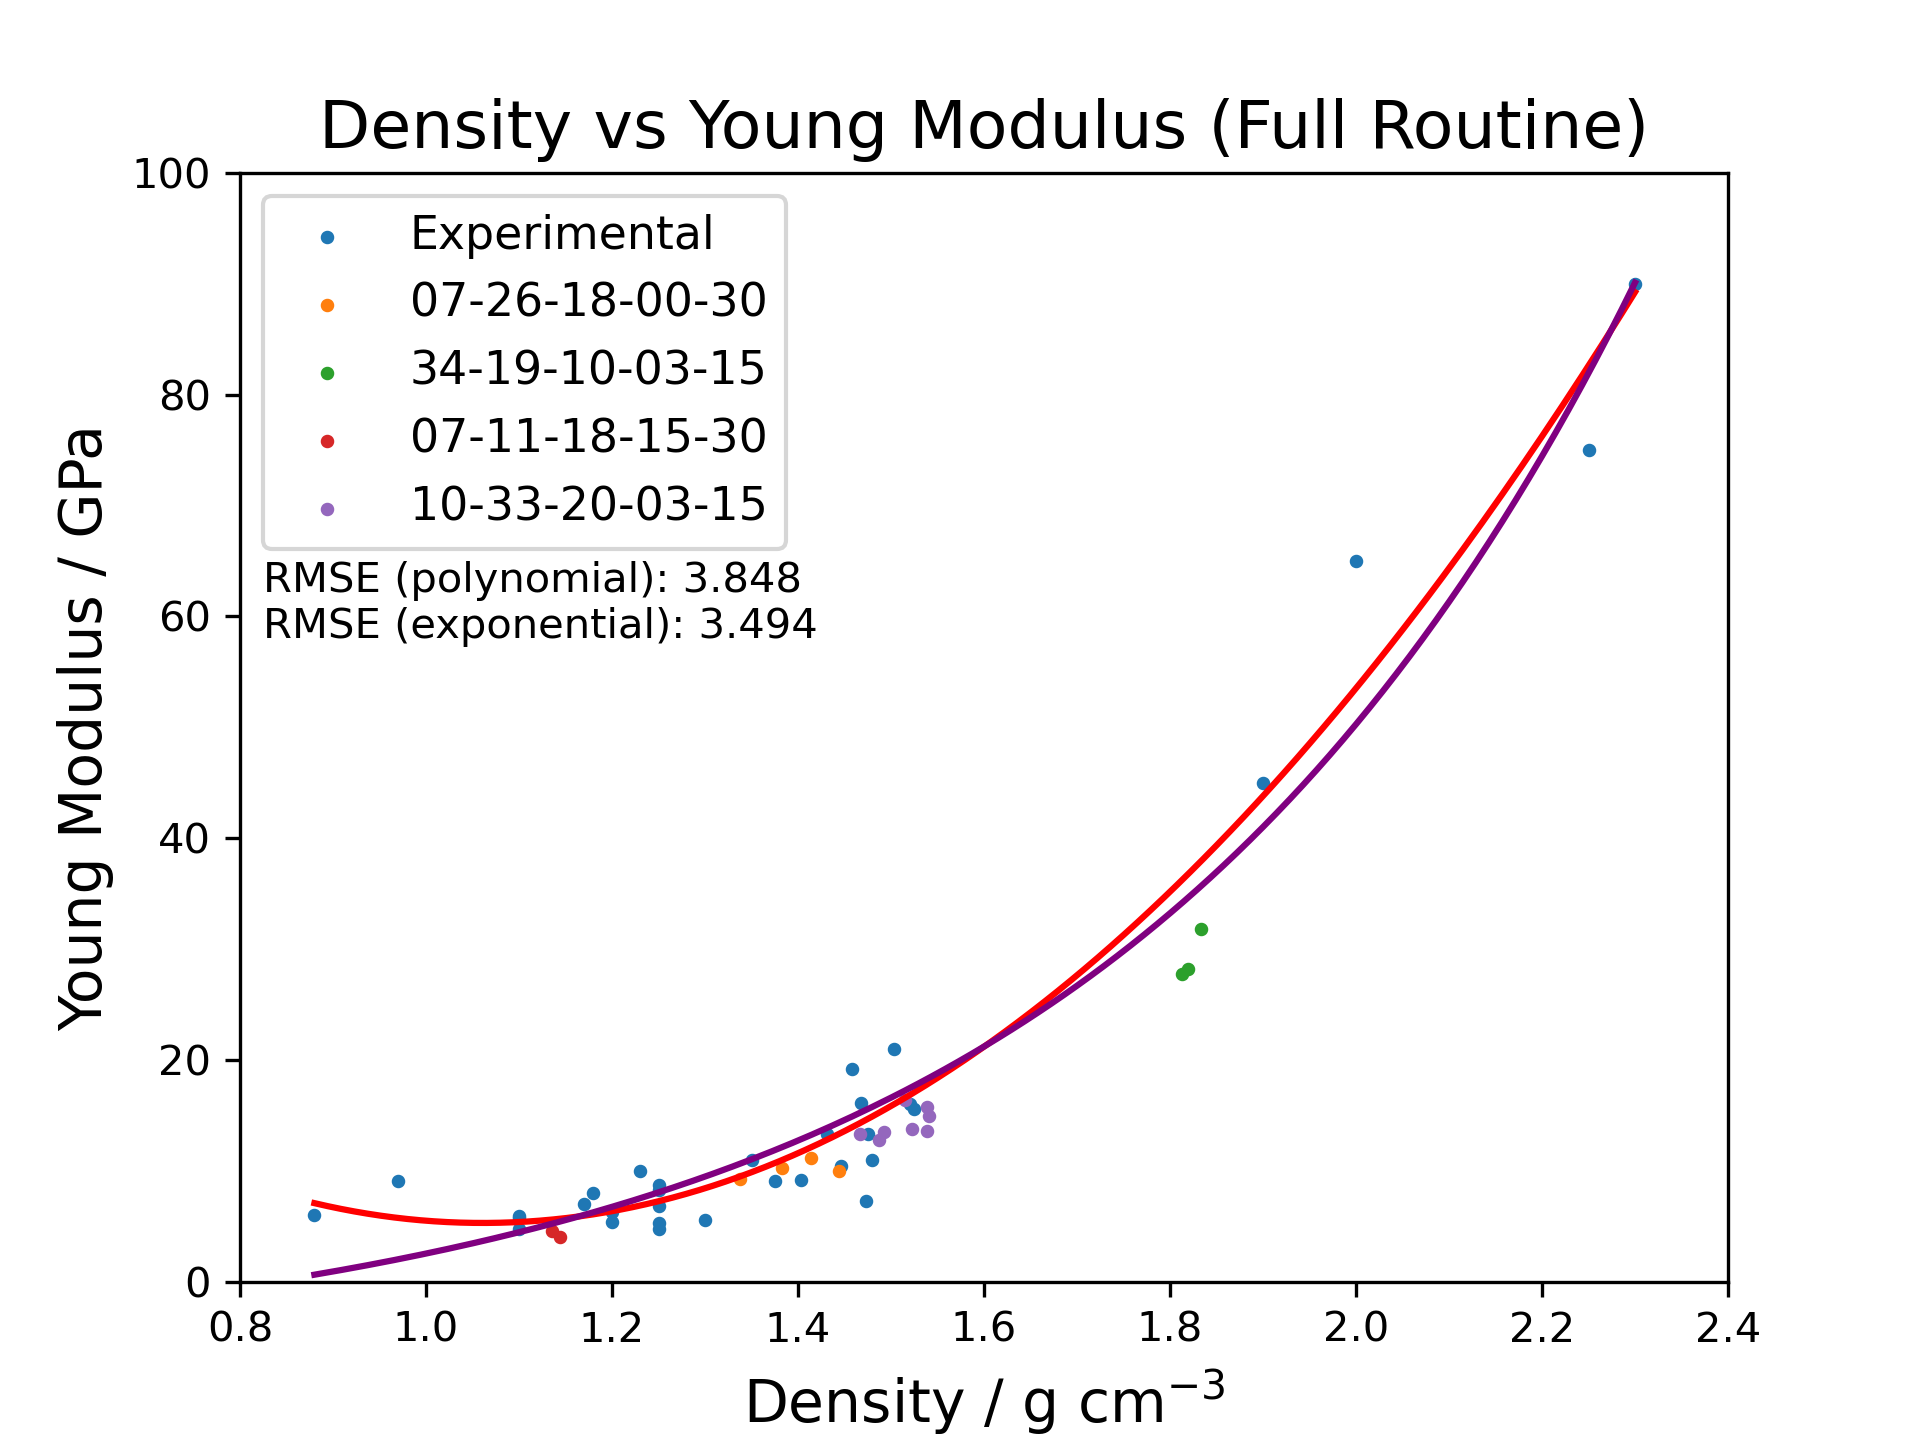 Density vs Young Modulus (Full Routine)
100
80
60
40
20
0
Young Modulus / GPa
Experimental
07-26-18-00-30
34-19-10-03-15
07-11-18-15-30
10-33-20-03-15
RMSE (polynomial): 3.848
RMSE (exponential): 3.494
0.8 1.0 1.2 1.4 1.6 1.8 2.0 2.2 2.4
Density / g cm⁻³